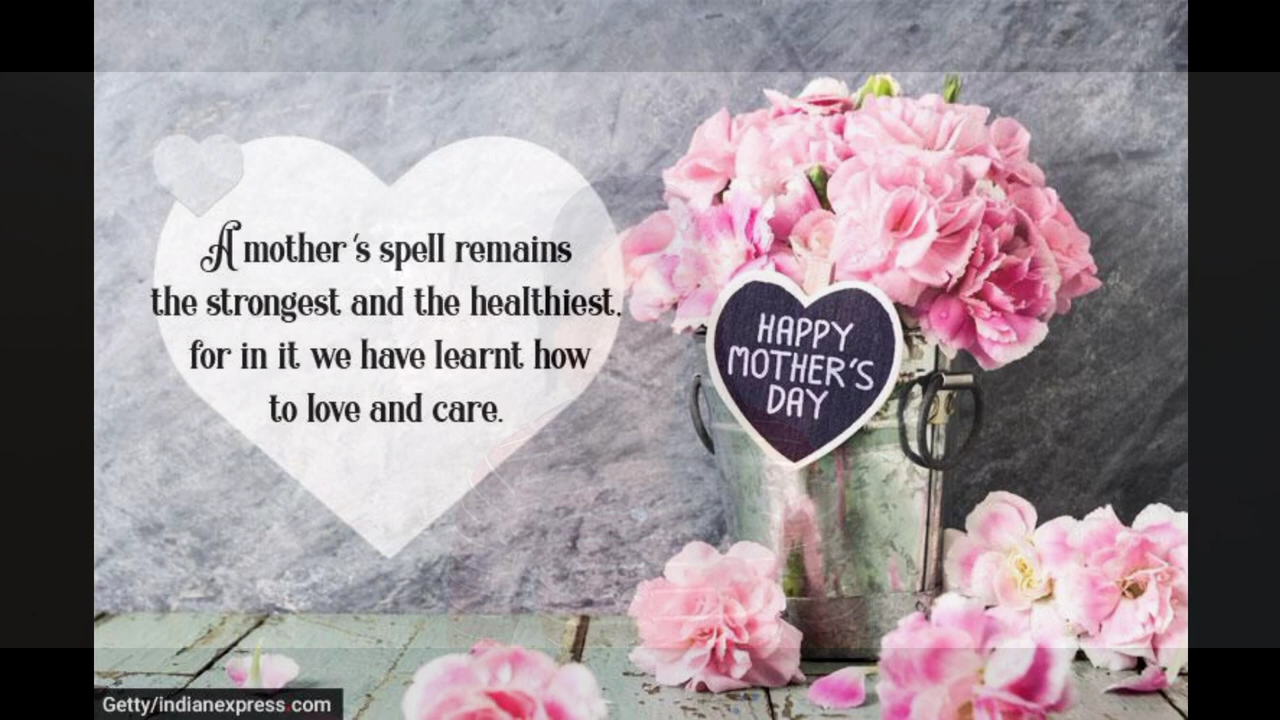 A mother's spell remains
the strongest and the healthiest.
for in it we have learnt how
to love and care.
HAPPY
MOTHER'S
DAY
Getty/indianexpress.com